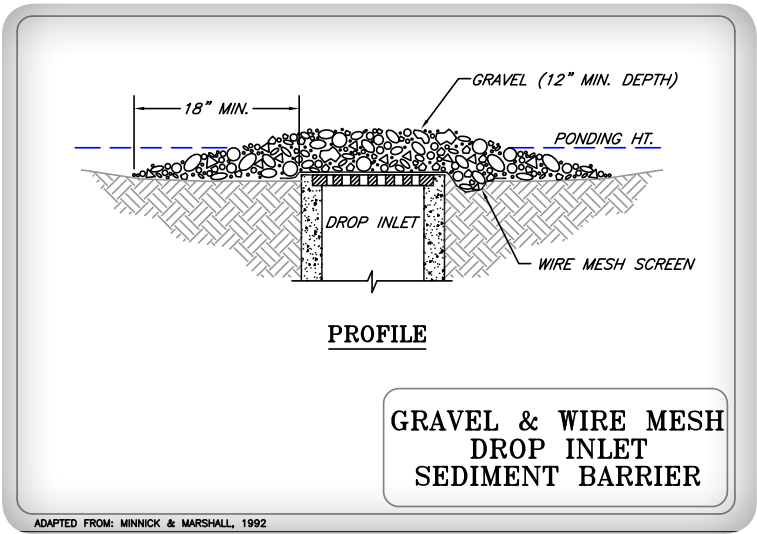 GRAVEL (12" MIN. DEPTH)
18" MIN.
PONDING HT.
DROP INLET
WIRE MESH SCREEN
PROFILE
GRAVEL & WIRE MESH
DROP INLET
SEDIMENT BARRIER
ADAPTED FROM: MINNICK & MARSHALL, 1992